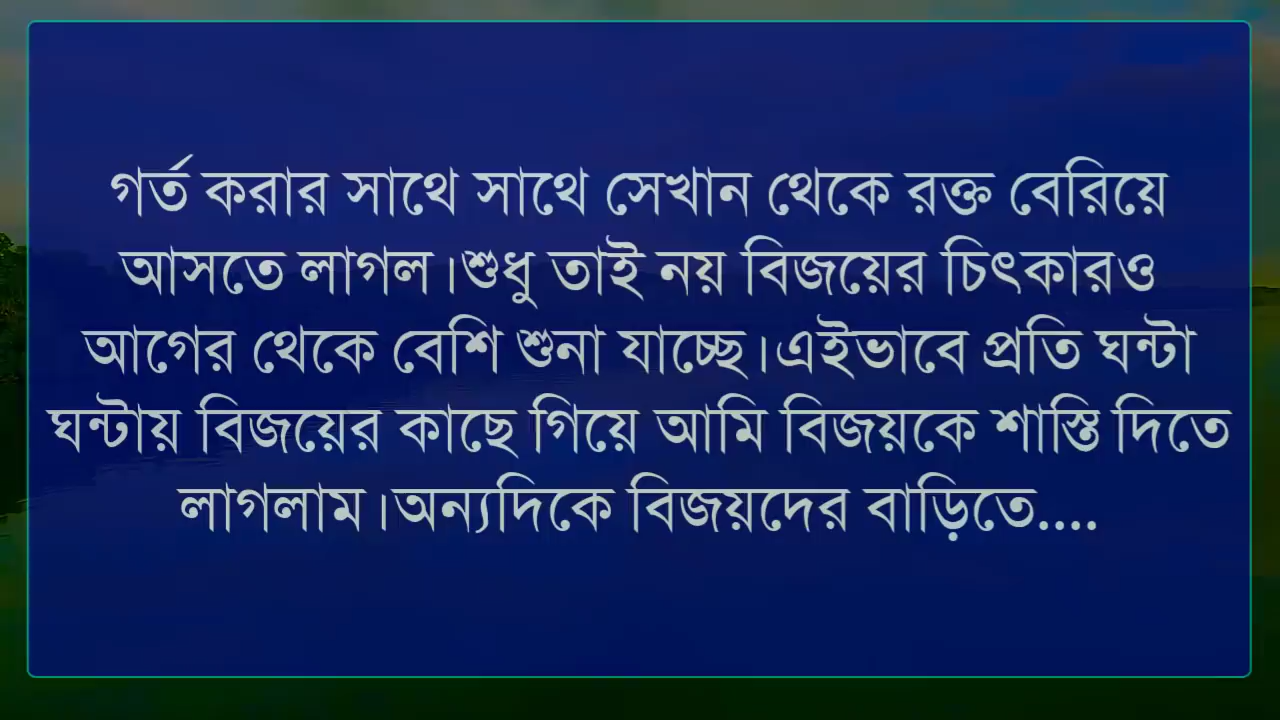 গর্ত করার সাথে সাথে সেখান থেকে রক্ত বেরিয়ে
আসতে লাগল।শুধু তাই নয় বিজয়ের চিৎকারও
আগের থেকে বেশি শুনা যাচ্ছে।এইভাবে প্রতি ঘন্টা
ঘন্টায় বিজয়ের কাছে গিয়ে আমি বিজয়কে শাস্তি দিতে
লাগলাম।অন্যদিকে বিজয়দের বাড়িতে....